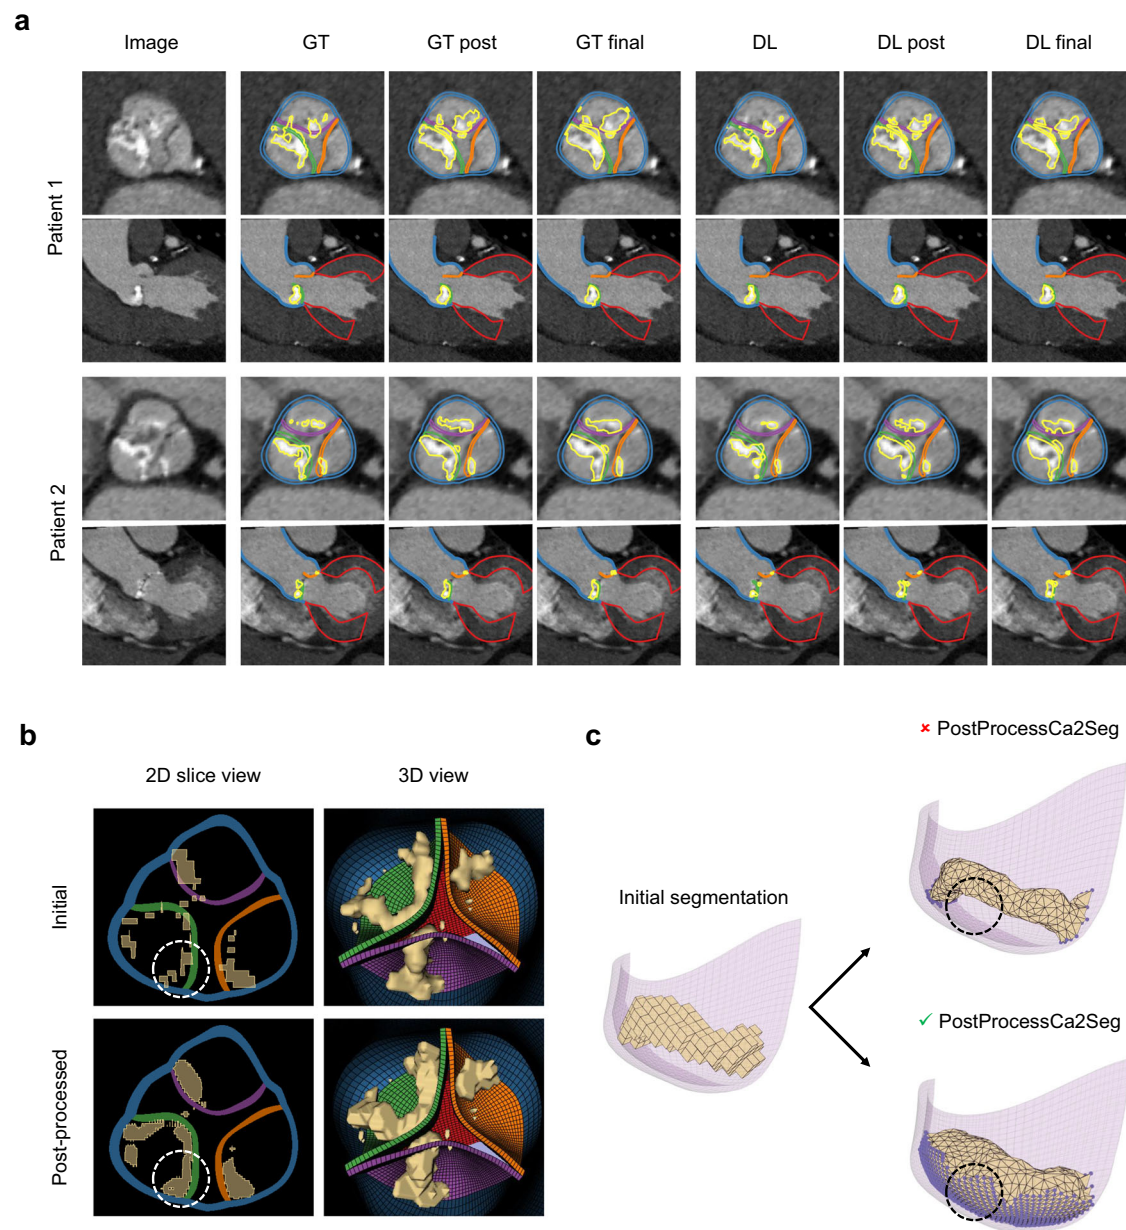 a
Image GT GT post GT final DL DL post DL final
Patient 1
Patient 2
b
2D slice view 3D view
Initial
Post-processed
c
✘ PostProcessCa2Seg
Initial segmentation
✓ PostProcessCa2Seg